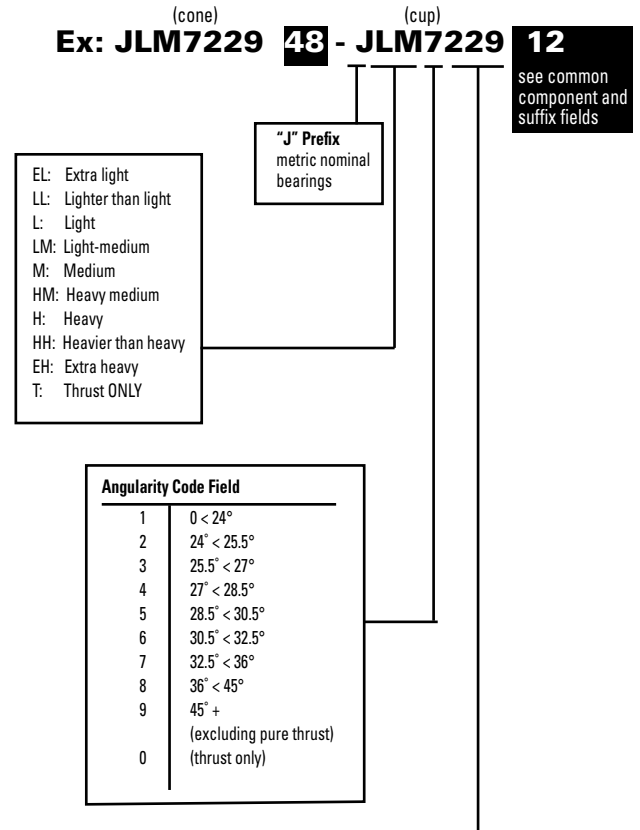 (cone) (cup)
Ex: JLM7229 48 - JLM7229 12
see common
component and
suffix fields
“J” Prefix
metric nominal
bearings
EL: Extra light
LL: Lighter than light
L: Light
LM: Light-medium
M: Medium
HM: Heavy medium
H: Heavy
HH: Heavier than heavy
EH: Extra heavy
T: Thrust ONLY
Angularity Code Field
1 0 < 24°
2 24° < 25.5°
3 25.5° < 27°
4 27° < 28.5°
5 28.5° < 30.5°
6 30.5° < 32.5°
7 32.5° < 36°
8 36° < 45°
9 45° +
(excluding pure thrust)
0 (thrust only)